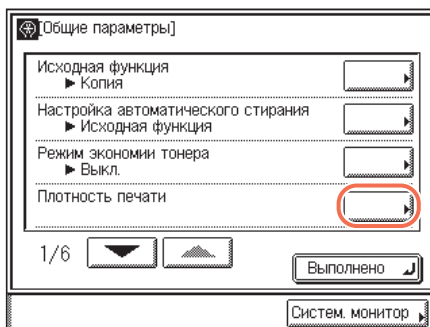 [Общие параметры]
Исходная функция
► Копия
Настройка автоматического стирания
► Исходная функция
Режим экономии тонера
► Выкл.
Плотность печати
1/6
Выполнено
Систем. монитор